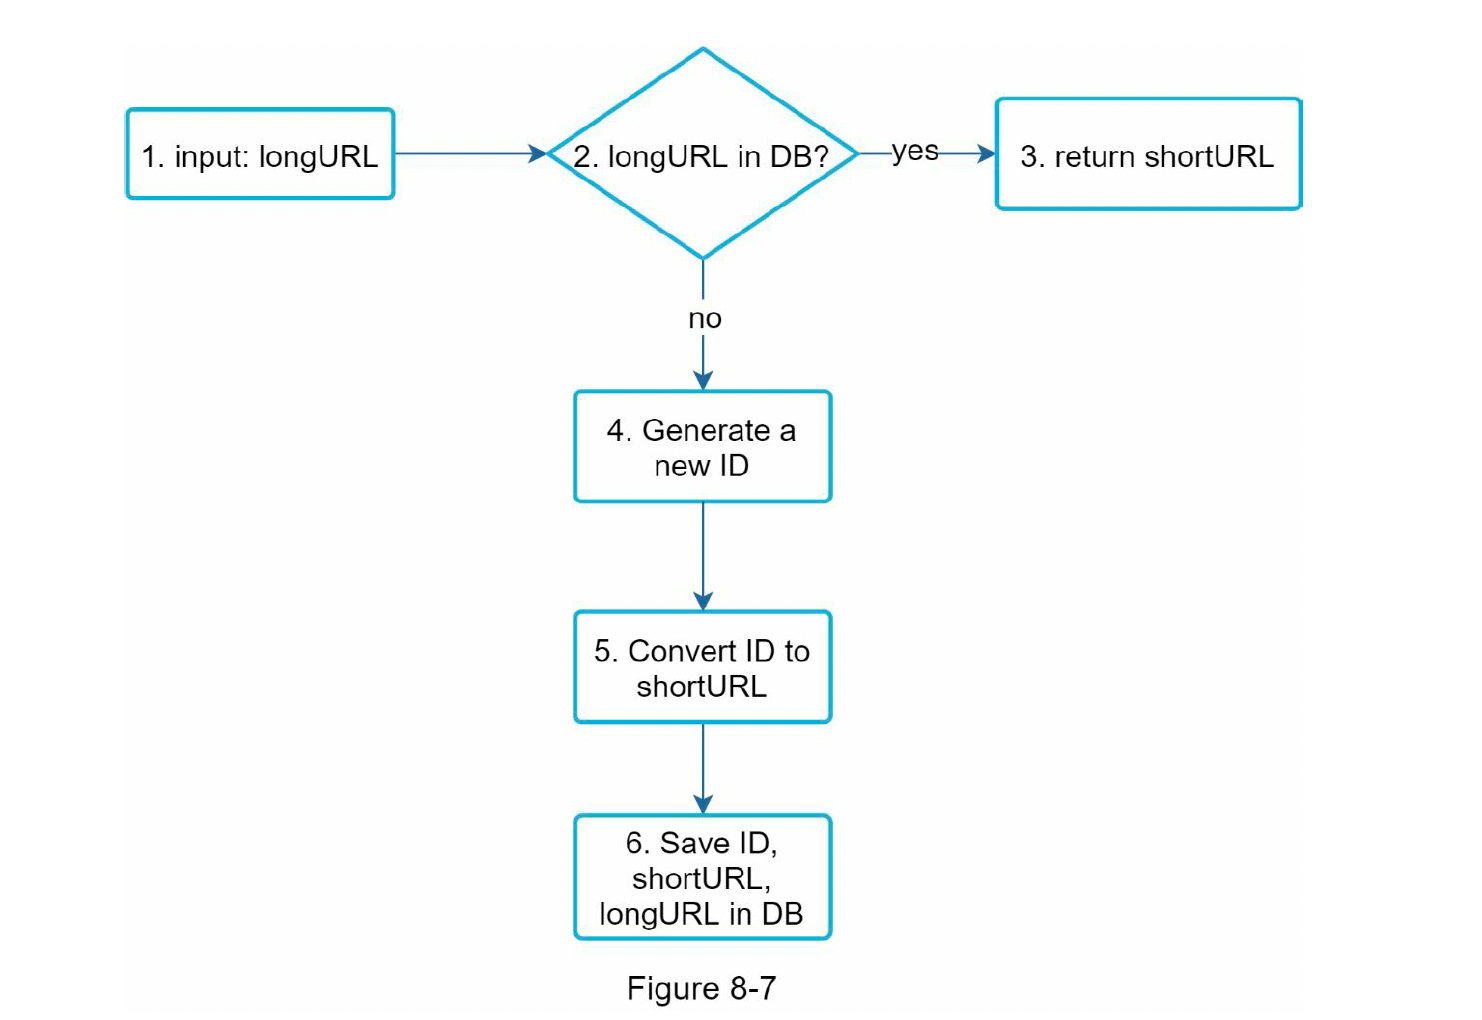 1. input: longURL
2. longURL in DB?
yes
3. return shortURL
no
4. Generate a
new ID
5. Convert ID to
shortURL
6. Save ID,
shortURL,
longURL in DB
Figure 8-7